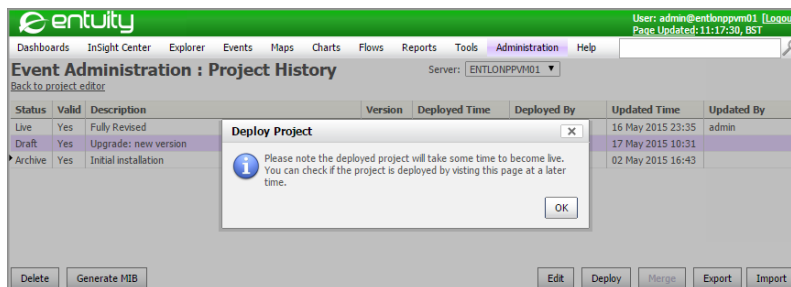 entuity
User: admin@entlonppvm01 [Logou
Page Updated: 11:17:30, BST
Dashboards InSight Center Explorer Events Maps Charts Flows Reports Tools Administration Help
Event Administration : Project History
Server: ENTLONPPVM01
Back to project editor
Status Valid Description Version Deployed Time Deployed By Updated Time Updated By
Live Yes Fully Revised 16 May 2015 23:35 admin
Draft Yes Upgrade: new version 17 May 2015 10:31
Archive Yes Initial installation 02 May 2015 16:43
Deploy Project
Please note the deployed project will take some time to become live.
You can check if the project is deployed by visting this page at a later
time.
OK
Delete Generate MIB Edit Deploy Merge Export Import